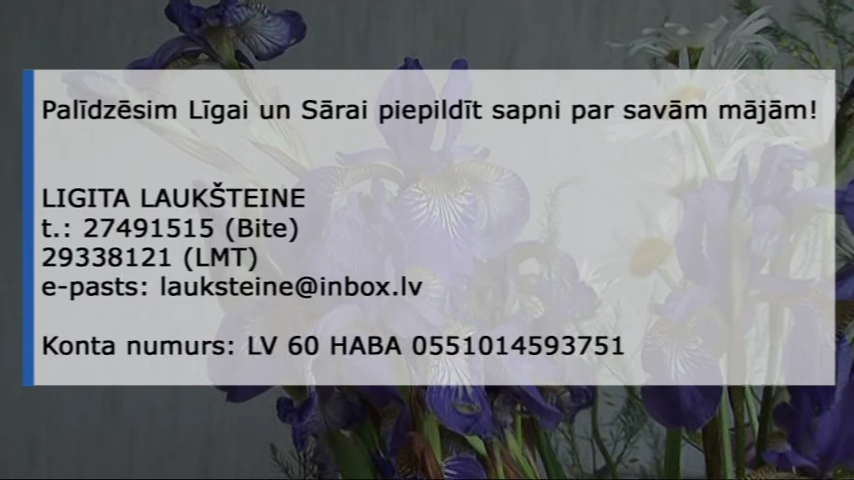 Palīdzēsim Līgai un Sārai piepildīt sapni par savām mājām!
LIGITA LAUKŠTEINE
t.: 27491515 (Bite)
29338121 (LMT)
e-pasts: lauksteine@inbox.lv
Konta numurs: LV 60 HABA 0551014593751